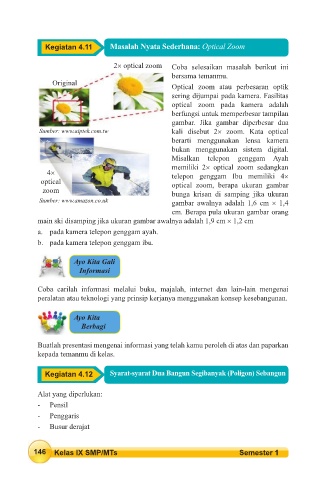 Kegiatan 4.11 Masalah Nyata Sederhana: Optical Zoom
2× optical zoom
Original
Sumber: www.aiptek.com.tw
4×
optical
zoom
Sumber: www.amazon.co.uk
Coba selesaikan masalah berikut ini
bersama temanmu.
Optical zoom atau perbesaran optik
sering dijumpai pada kamera. Fasilitas
optical zoom pada kamera adalah
berfungsi untuk memperbesar tampilan
gambar. Jika gambar diperbesar dua
kali disebut 2× zoom. Kata optical
berarti menggunakan lensa kamera
bukan menggunakan sistem digital.
Misalkan telepon genggam Ayah
memiliki 2× optical zoom sedangkan
telepon genggam Ibu memiliki 4×
optical zoom, berapa ukuran gambar
bunga krisan di samping jika ukuran
gambar awalnya adalah 1,6 cm × 1,4
cm. Berapa pula ukuran gambar orang
main ski disamping jika ukuran gambar awalnya adalah 1,9 cm × 1,2 cm
a. pada kamera telepon genggam ayah.
b. pada kamera telepon genggam ibu.
Ayo Kita Gali
Informasi
Coba carilah informasi melalui buku, majalah, internet dan lain-lain mengenai
peralatan atau teknologi yang prinsip kerjanya menggunakan konsep kesebangunan.
Ayo Kita
Berbagi
Buatlah presentasi mengenai informasi yang telah kamu peroleh di atas dan paparkan
kepada temanmu di kelas.
Kegiatan 4.12 Syarat-syarat Dua Bangun Segibanyak (Poligon) Sebangun
Alat yang diperlukan:
- Pensil
- Penggaris
- Busur derajat
146 Kelas IX SMP/MTs Semester 1